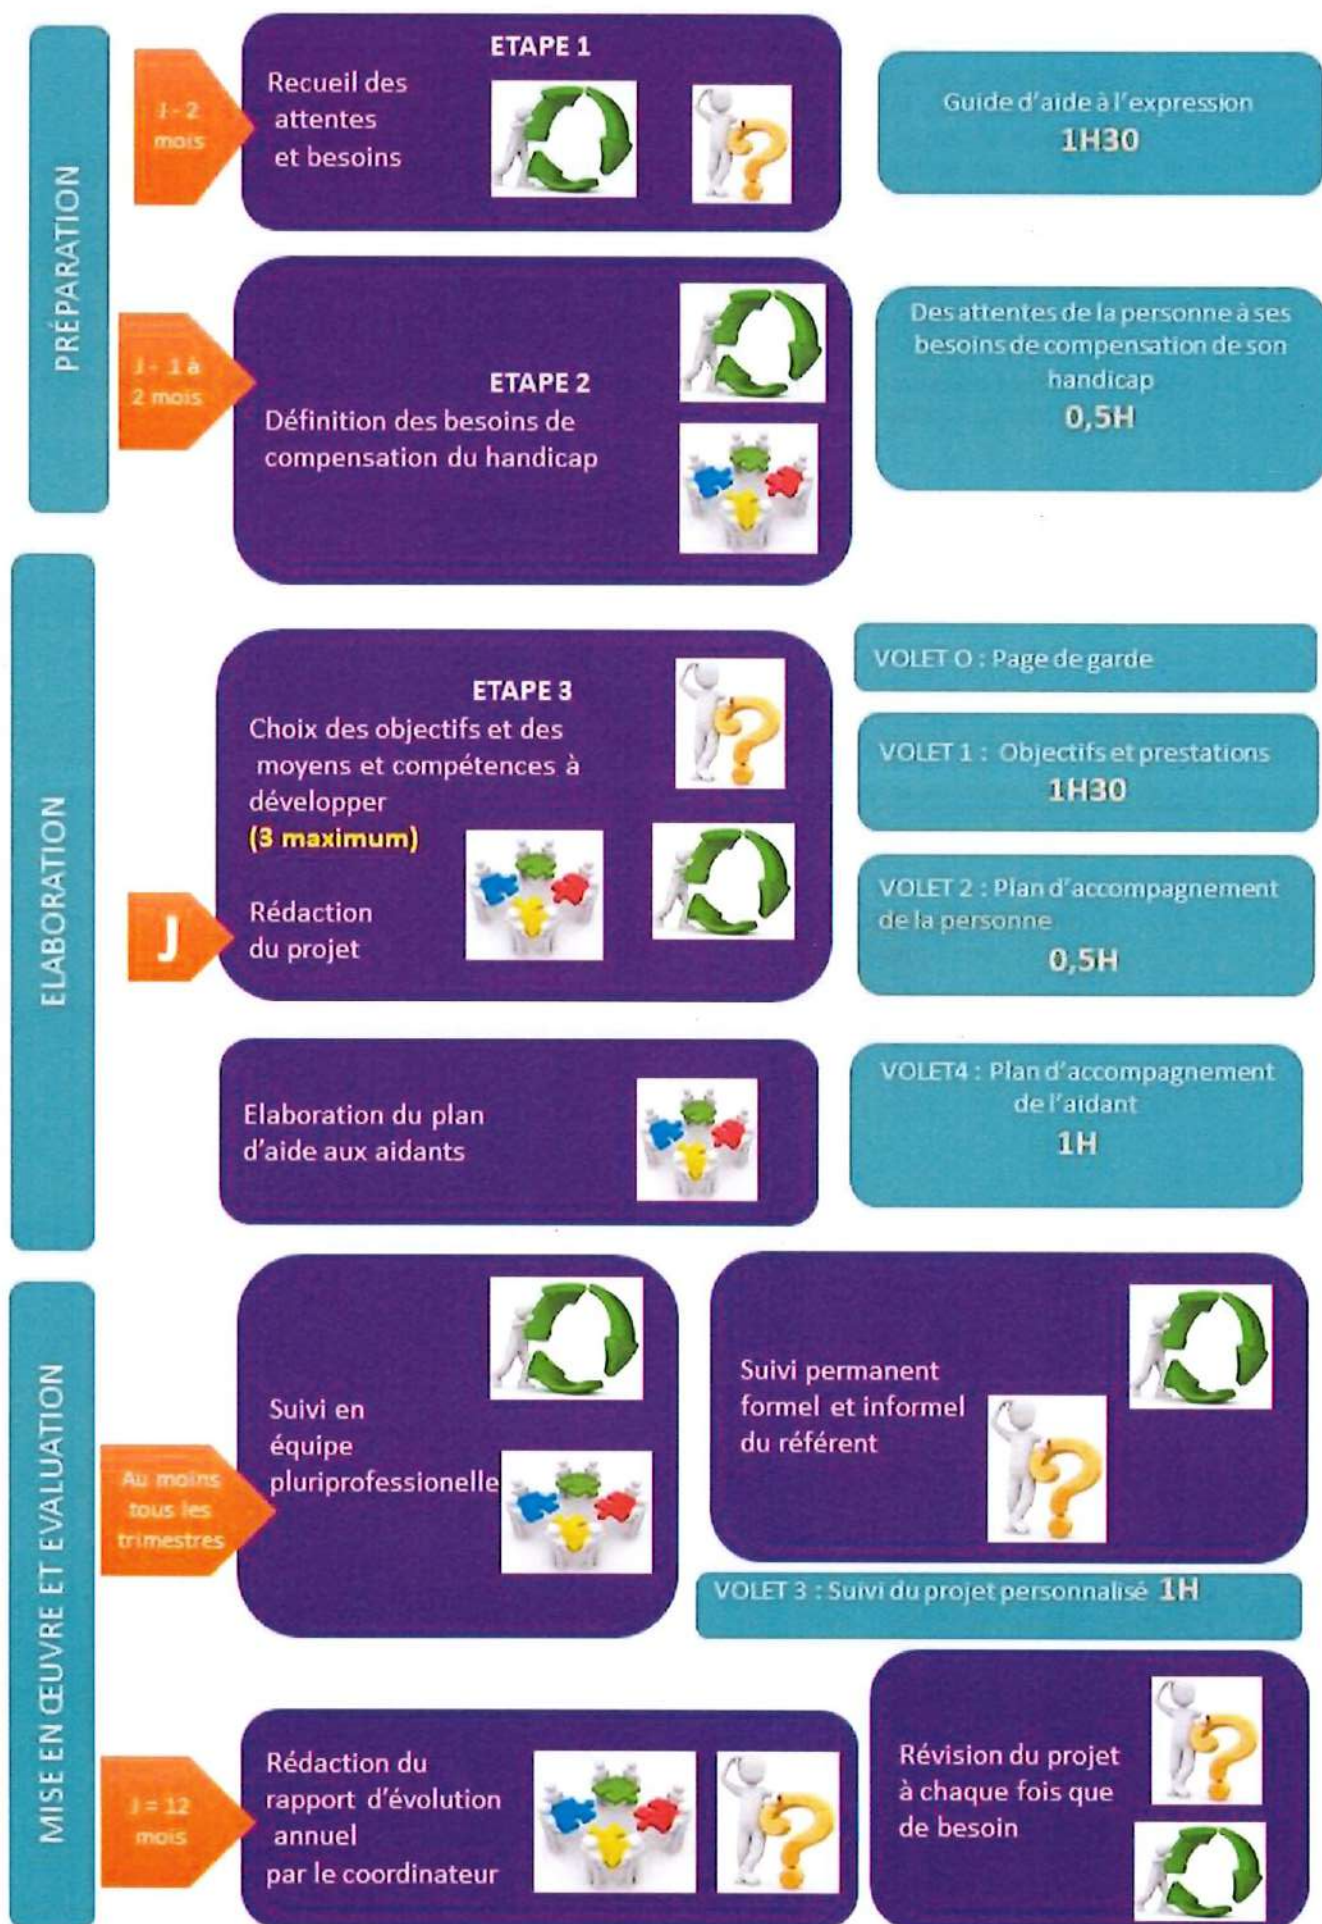 PRÉPARATION
J - 2
mois
ETAPE 1
Recueil des
attentes
et besoins
Guide d'aide à l'expression
1H30
J - 1 à
2 mois
ETAPE 2
Définition des besoins de
compensation du handicap
Des attentes de la personne à ses
besoins de compensation de son
handicap
0,5H
ELABORATION
J
ETAPE 3
Choix des objectifs et des
moyens et compétences à
développer
(3 maximum)
Rédaction
du projet
VOLET O : Page de garde
VOLET 1 : Objectifs et prestations
1H30
VOLET 2 : Plan d'accompagnement
de la personne
0,5H
Elaboration du plan
d'aide aux aidants
VOLET4 : Plan d'accompagnement
de l'aidant
1H
MISE EN ŒUVRE ET EVALUATION
Au moins
tous les
trimestres
Suivi en
équipe
pluriprofessionelle
Suivi permanent
formel et informel
du référent
VOLET 3 : Suivi du projet personnalisé 1H
J = 12
mois
Rédaction du
rapport d'évolution
annuel
par le coordinateur
Révision du projet
à chaque fois que
de besoin